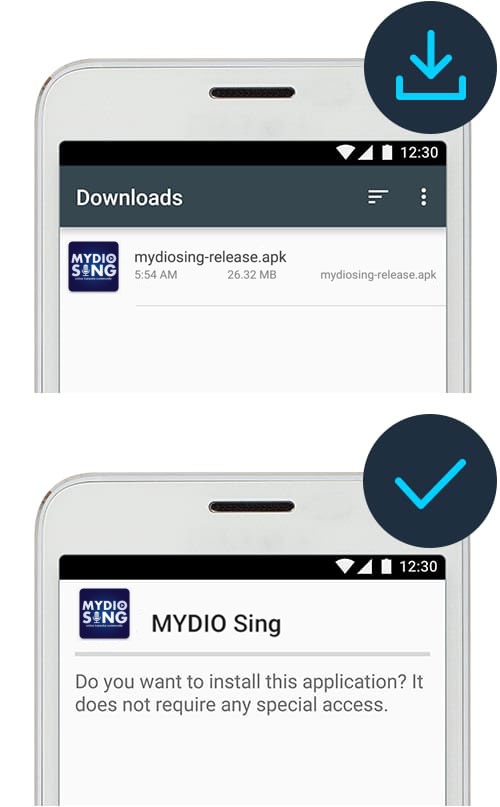 12:30
Downloads
MYDIO
SING
mydiosing-release.apk
5:54 AM 26.32 MB mydiosing-release.apk
12:30
MYDIO
SING
MYDIO Sing
Do you want to install this application? It
does not require any special access.